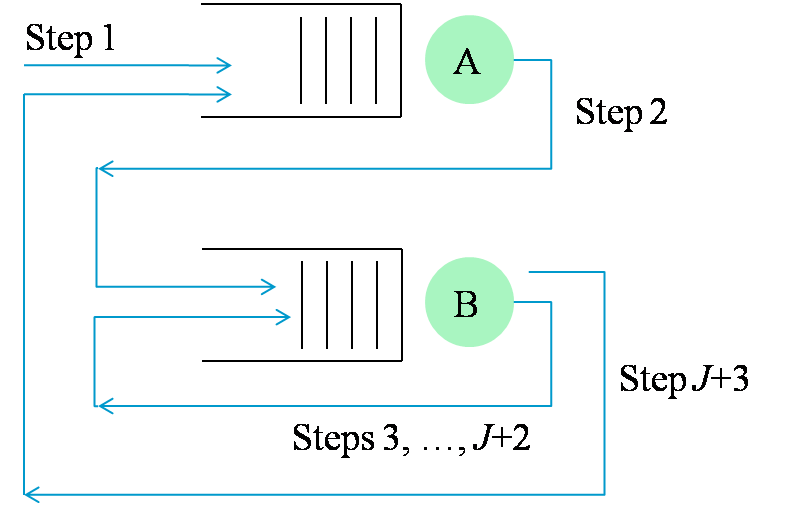 Step 1
A
Step 2
B
Step J+3
Steps 3, …, J+2